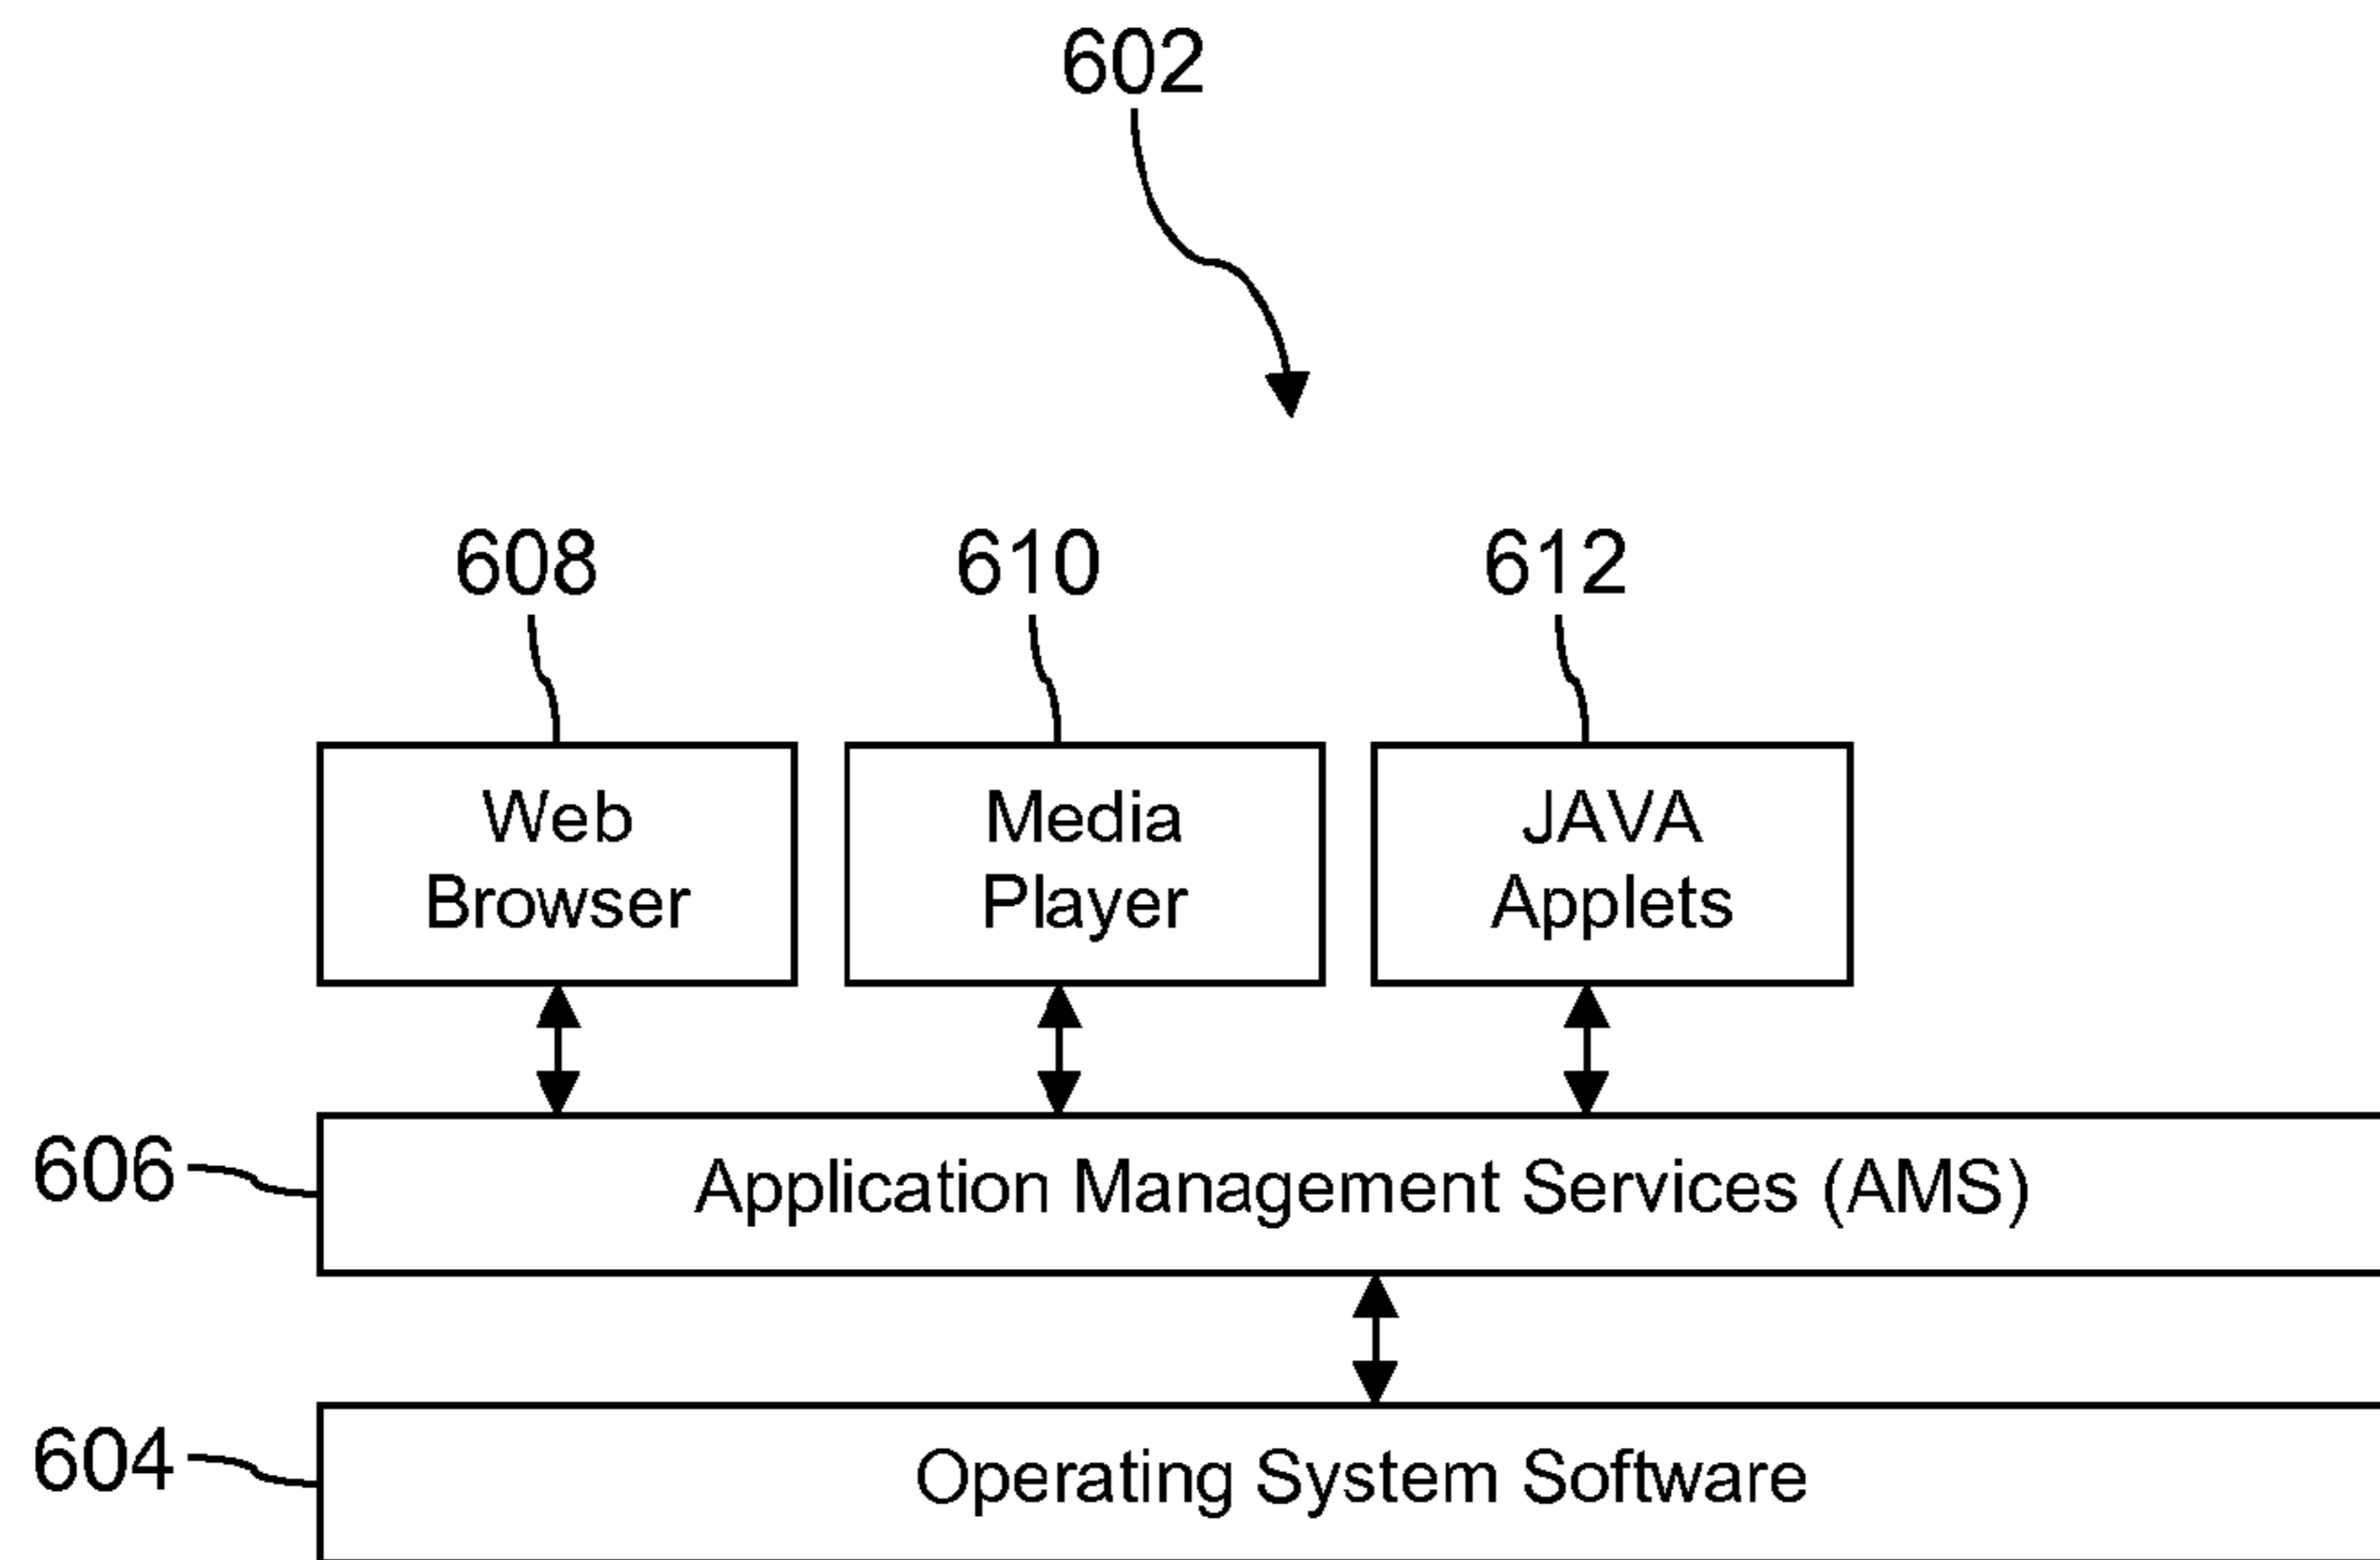 602
608
610
612
Web
Browser
Media
Player
JAVA
Applets
606
Application Management Services (AMS)
604
Operating System Software